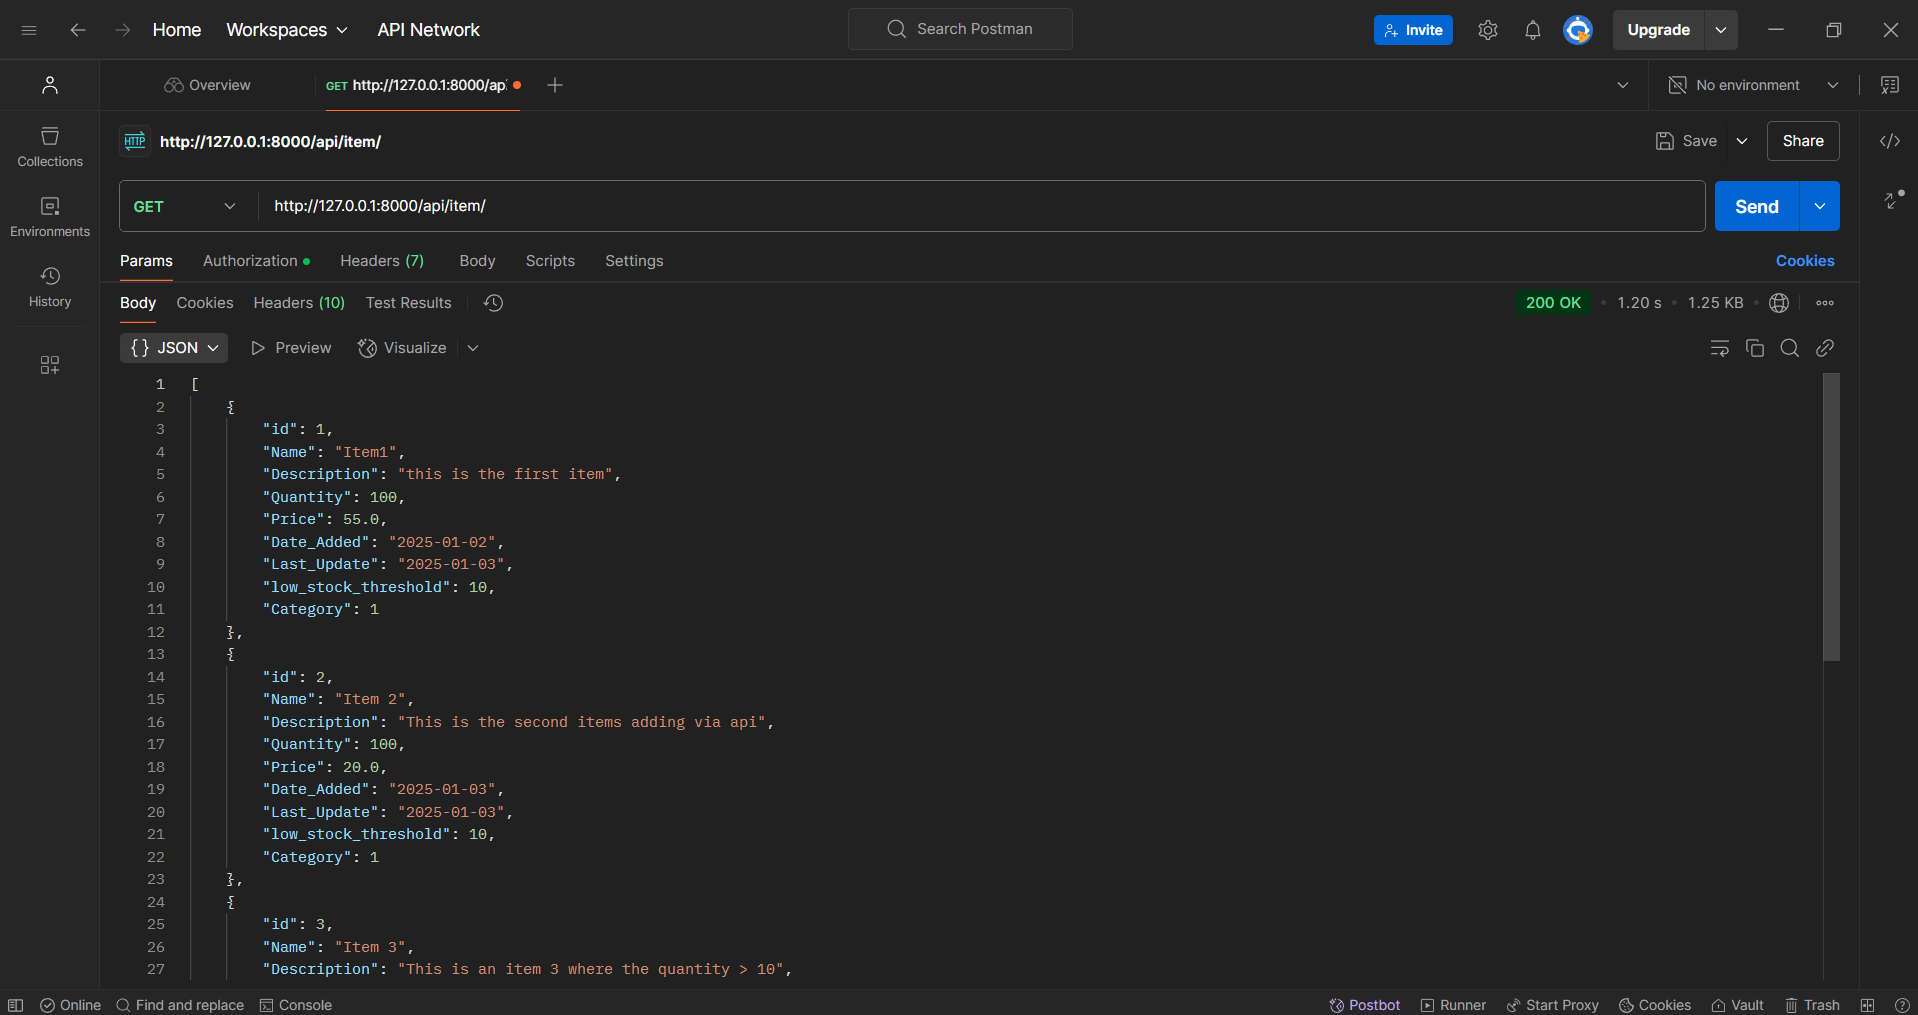 Home Workspaces API Network Search Postman Invite Upgrade
Overview GET http://127.0.0.1:8000/ap No environment
HTTP http://127.0.0.1:8000/api/item/ Save Share
Collections
Environments
History
GET http://127.0.0.1:8000/api/item/ Send
Params Authorization Headers (7) Body Scripts Settings Cookies
Body Cookies Headers (10) Test Results 200 OK 1.20 s 1.25 KB
{} JSON Preview Visualize
1 [
2 {
3 "id": 1,
4 "Name": "Item1",
5 "Description": "this is the first item",
6 "Quantity": 100,
7 "Price": 55.0,
8 "Date_Added": "2025-01-02",
9 "Last_Update": "2025-01-03",
10 "low_stock_threshold": 10,
11 "Category": 1
12 },
13 {
14 "id": 2,
15 "Name": "Item 2",
16 "Description": "This is the second items adding via api",
17 "Quantity": 100,
18 "Price": 20.0,
19 "Date_Added": "2025-01-03",
20 "Last_Update": "2025-01-03",
21 "low_stock_threshold": 10,
22 "Category": 1
23 },
24 {
25 "id": 3,
26 "Name": "Item 3",
27 "Description": "This is an item 3 where the quantity > 10",
Online Find and replace Console Postbot Runner Start Proxy Cookies Vault Trash